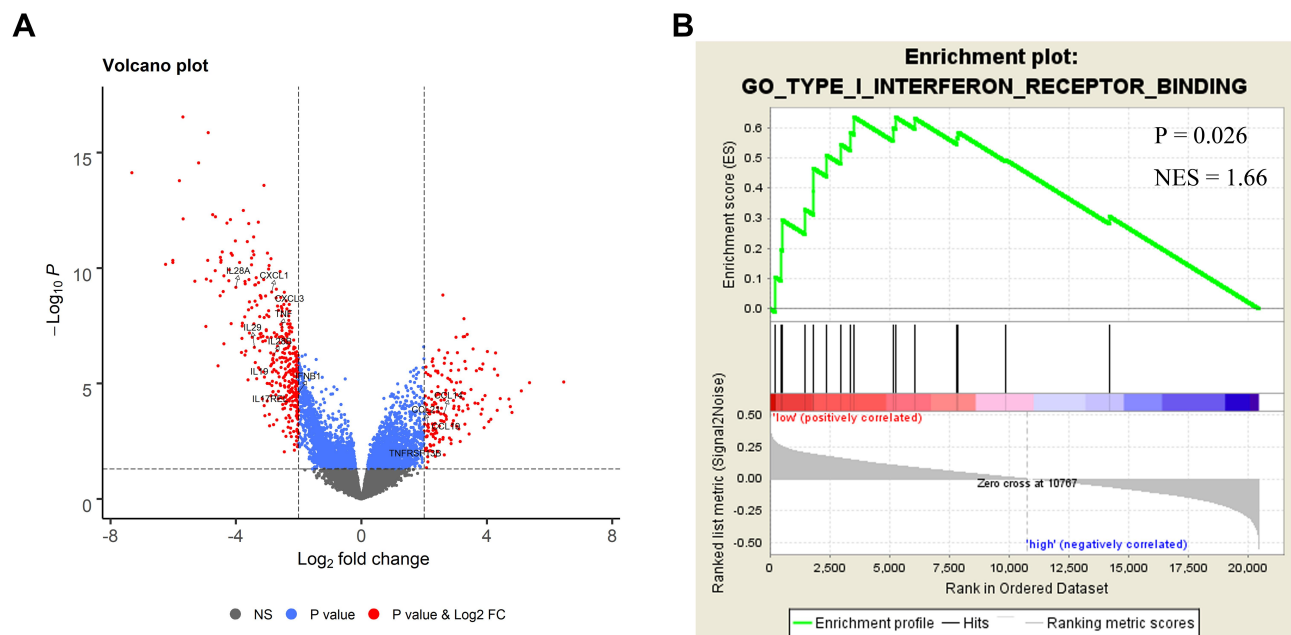 A
Volcano plot
15
10
5
0
−Log10 P
IL28A
CXCL1
CXCL3
TNF
IL29
IL19
IFNB1
CCL14
CCL19
-8
-4
0
4
8
Log2 fold change
NS
P value
P value & Log2 FC
B
Enrichment plot:
GO_TYPE_I_INTERFERON_RECEPTOR_BINDING
P = 0.026
NES = 1.66
Enrichment score (ES)
0.6
0.5
0.4
0.3
0.2
0.1
0.0
Ranked list metric (Signal2Noise)
0.50
0.25
0.00
-0.25
-0.50
'low' (positively correlated)
Zero cross at 10767
'high' (negatively correlated)
0
2,500
5,000
7,500
10,000
12,500
15,000
17,500
20,000
Rank in Ordered Dataset
Enrichment profile
Hits
Ranking metric scores